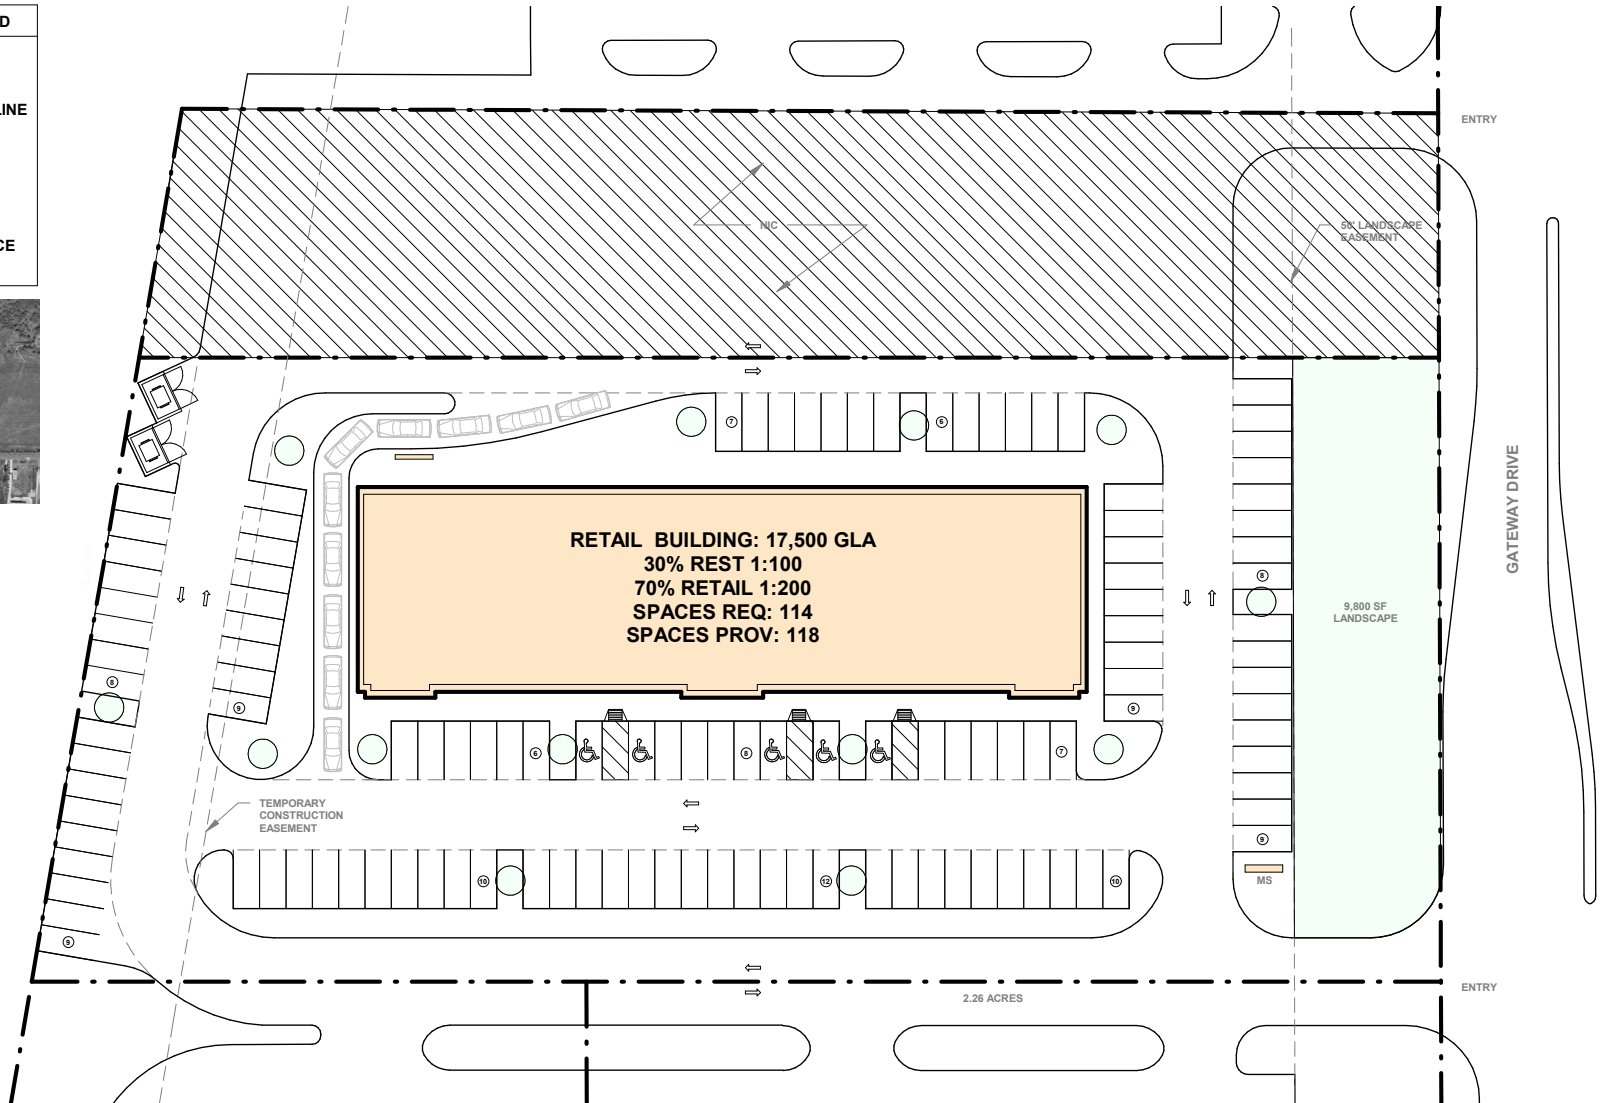 D
LINE
CE
ENTRY
NIC
50' LANDSCAPE
EASEMENT
7
6
RETAIL BUILDING: 17,500 GLA
30% REST 1:100
70% RETAIL 1:200
SPACES REQ: 114
SPACES PROV: 118
GATEWAY DRIVE
8
9,800 SF
LANDSCAPE
8
9
9
6
8
7
TEMPORARY
CONSTRUCTION
EASEMENT
9
10
12
10
MS
9
ENTRY
2.26 ACRES